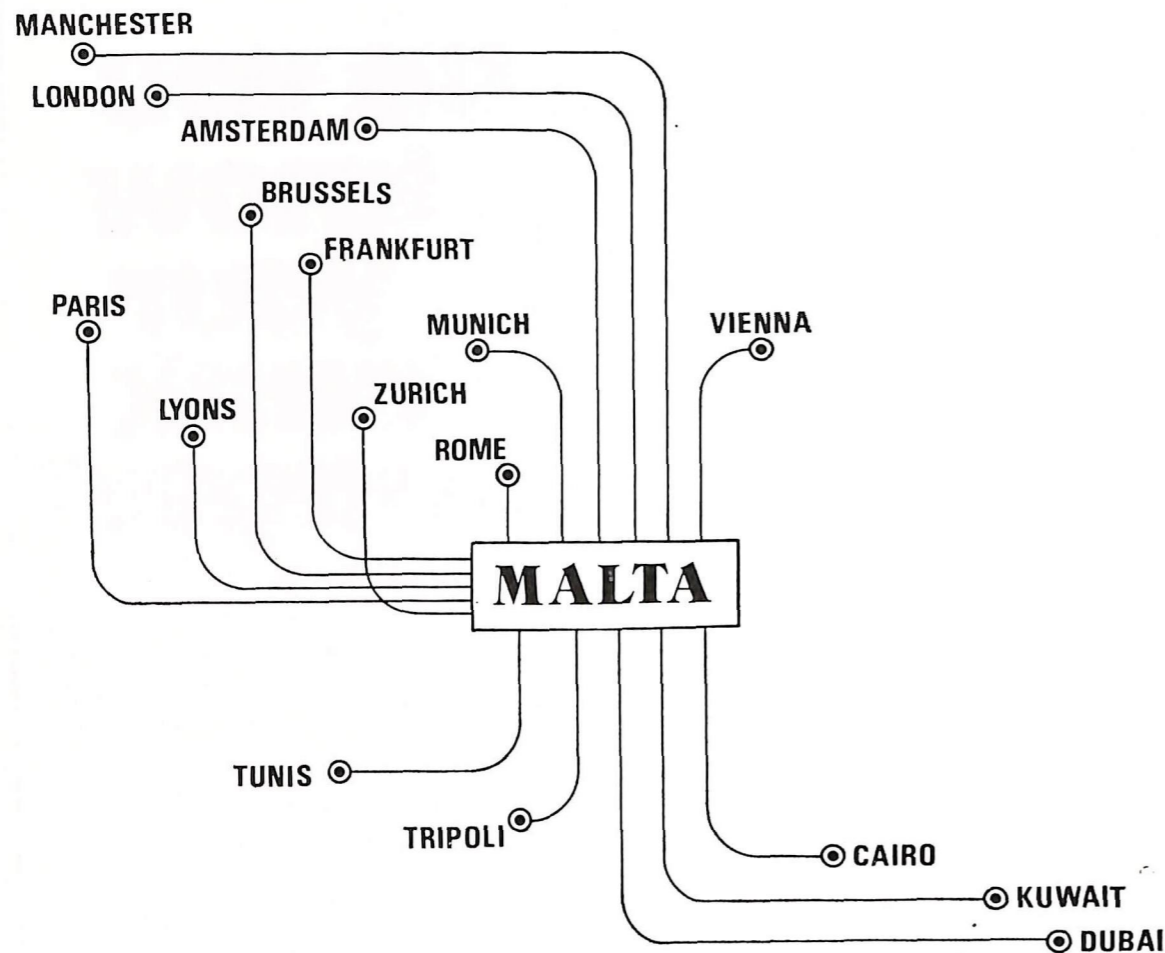 MANCHESTER
LONDON
AMSTERDAM
BRUSSELS
FRANKFURT
PARIS
MUNICH
VIENNA
ZURICH
LYONS
ROME
MALTA
TUNIS
TRIPOLI
CAIRO
KUWAIT
DUBAI